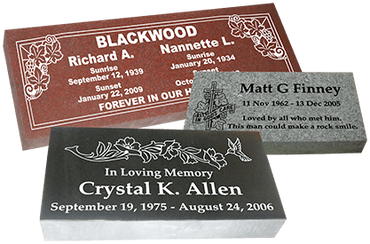 BLACKWOOD
Richard A. Nannette L.
Sunrise Sunrise
September 12, 1939 January 20, 1934
Sunset
January 22, 2009
FOREVER IN OUR
Matt G Finney
11 Nov 1962 - 13 Dec 2005
Loved by all who met him.
This man could make a rock smile.
In Loving Memory
Crystal K. Allen
September 19, 1975 - August 24, 2006